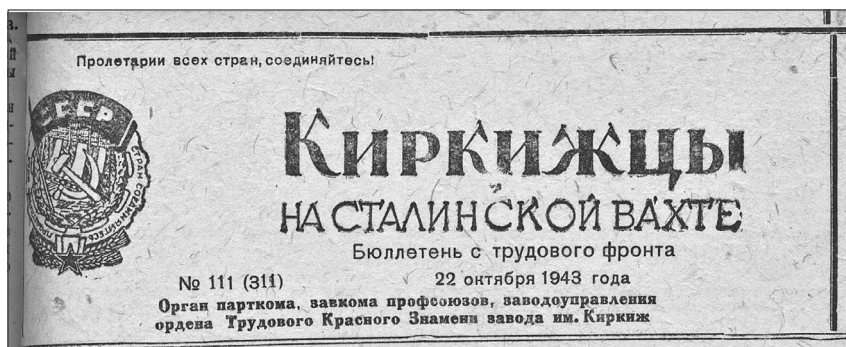 Пролетарии всех стран, соединяйтесь!
СССР
Киркижцы
НА СТАЛИНСКОЙ ВАХТЕ
Бюллетень с трудового фронта
№ 111 (311) 22 октября 1943 года
Орган парткома, завкома профсоюзов, заводоуправления
ордена Трудового Красного Знамени завода им. Киркиж